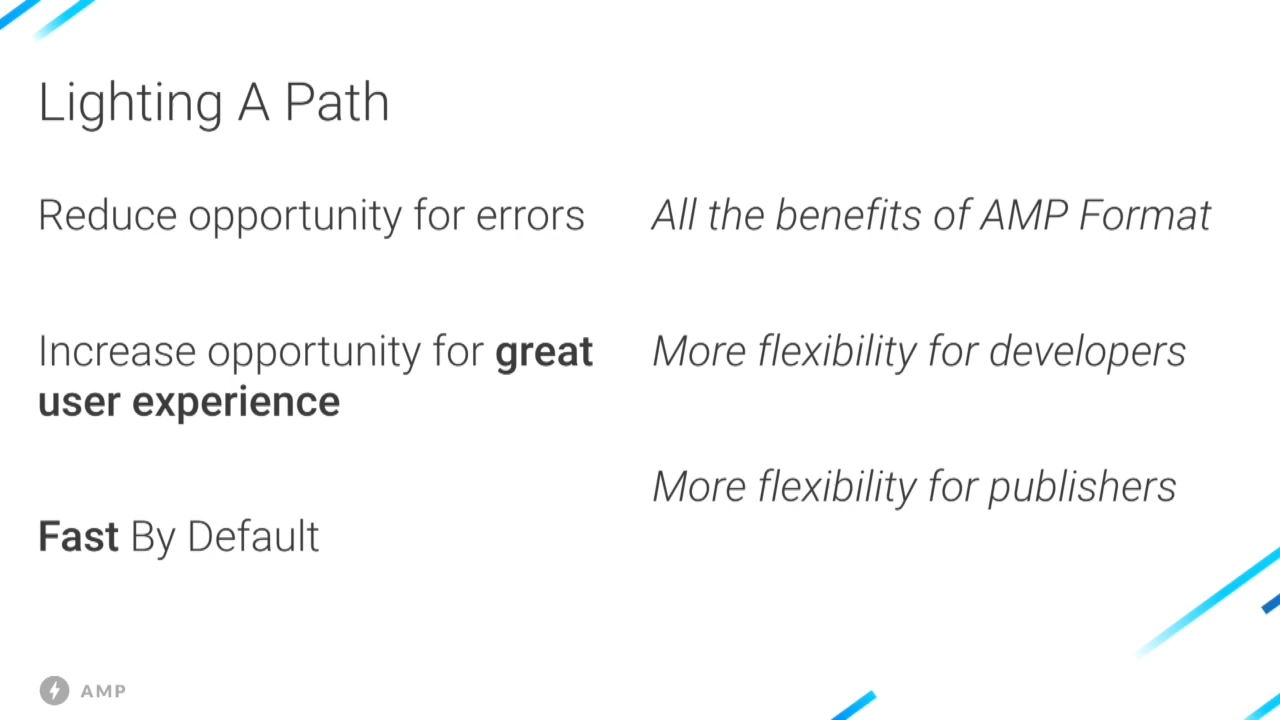 Lighting A Path
Reduce opportunity for errors
Increase opportunity for great
user experience
Fast By Default
All the benefits of AMP Format
More flexibility for developers
More flexibility for publishers
AMP